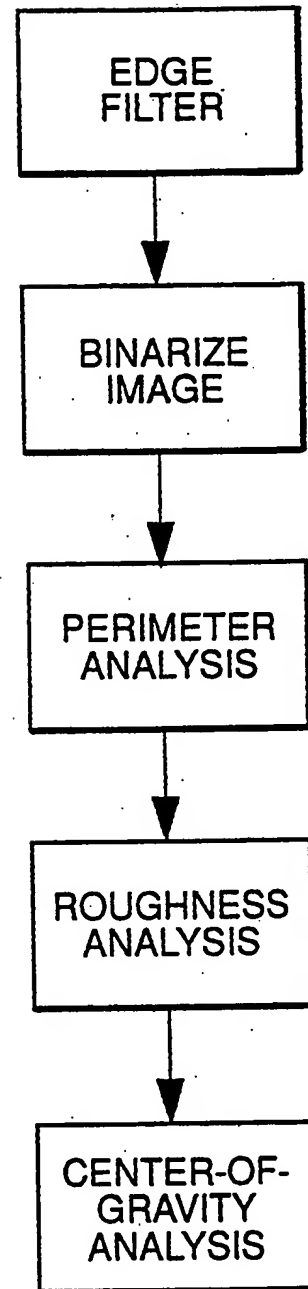 EDGE
FILTER
BINARIZE
IMAGE
PERIMETER
ANALYSIS
ROUGHNESS
ANALYSIS
CENTER-OF-
GRAVITY
ANALYSIS